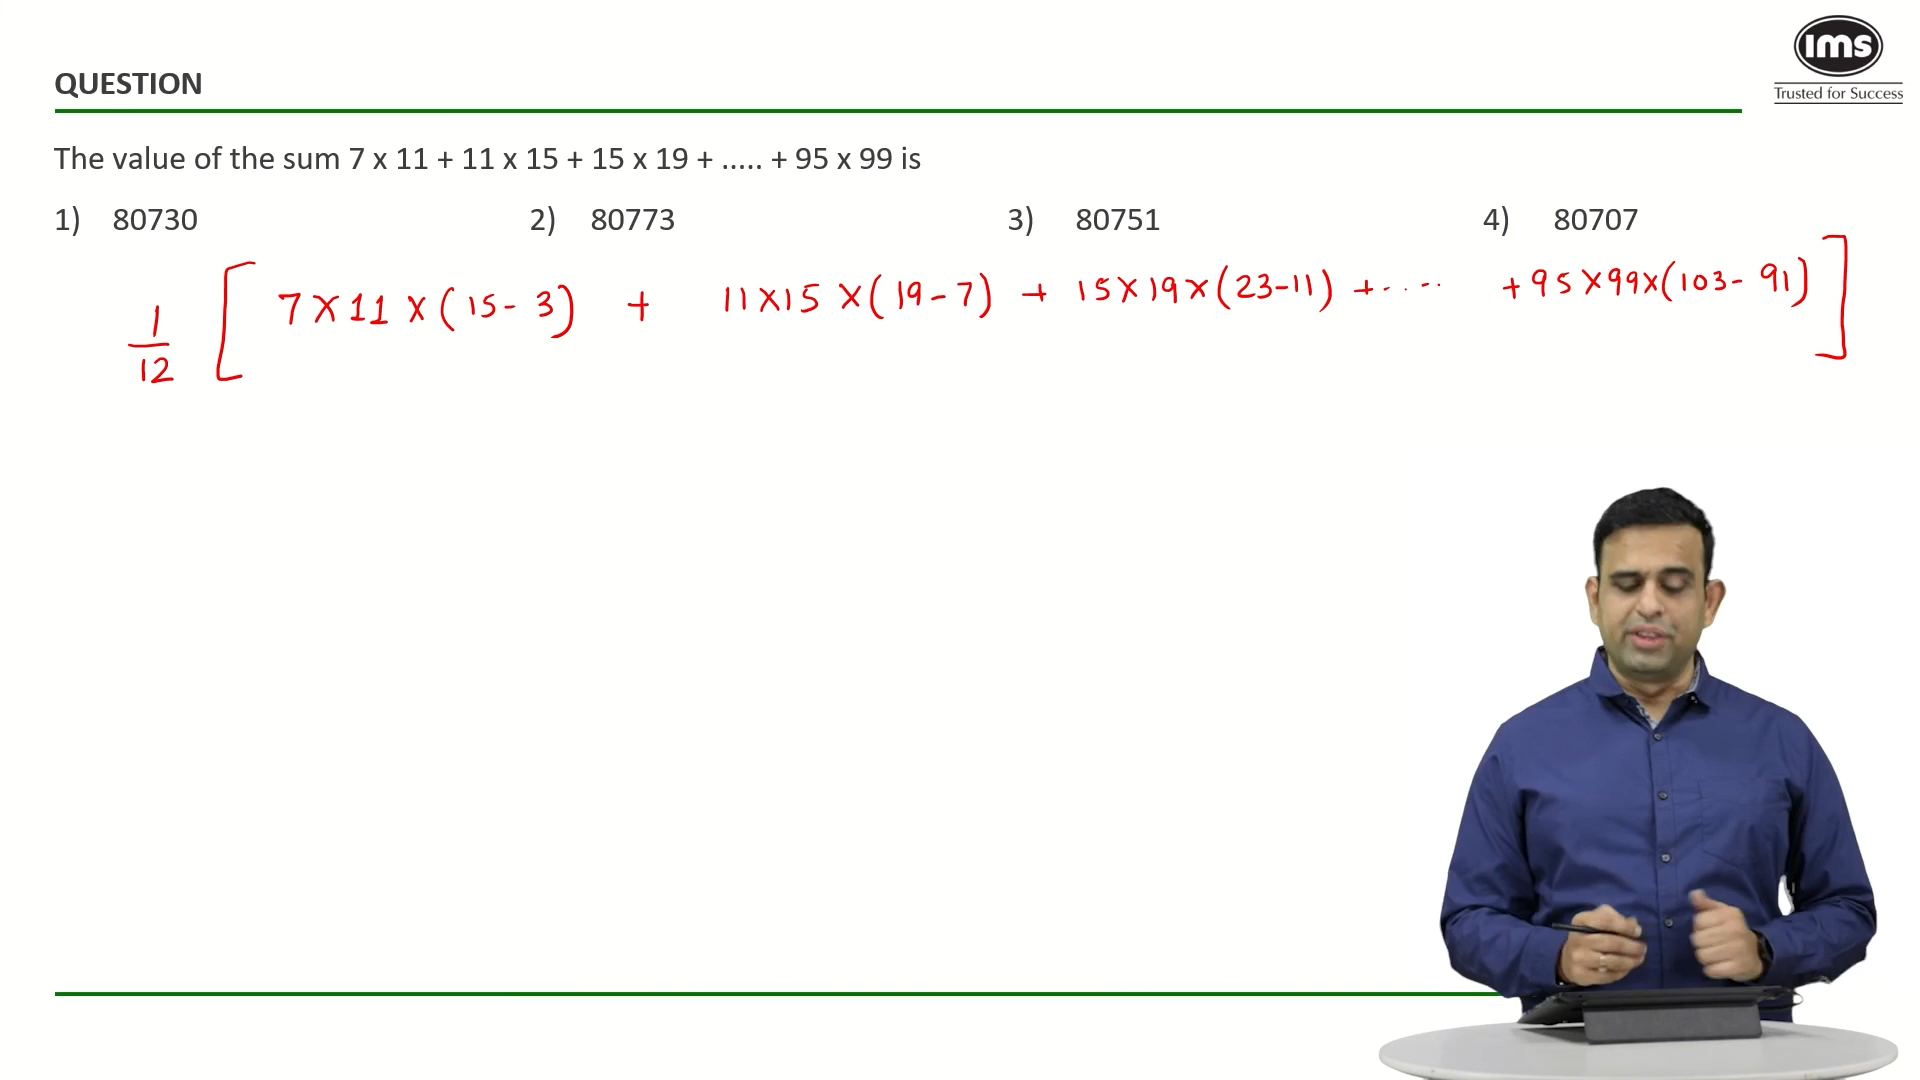 ims
Trusted for Success
QUESTION
The value of the sum 7 x 11 + 11 x 15 + 15 x 19 + ..... + 95 x 99 is
1) 80730 2) 80773 3) 80751 4) 80707
1/12 [ 7 × 11 × (15 - 3) + 11 × 15 × (19 - 7) + 15 × 19 × (23 - 11) + ..... + 95 × 99 × (103 - 91) ]